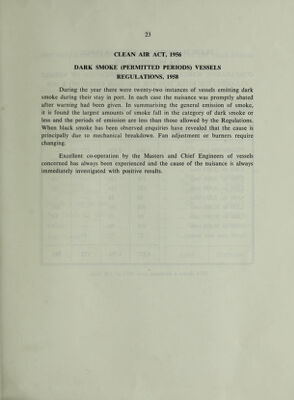 23
CLEAN AIR ACT, 1956
DARK SMOKE (PERMITTED PERIODS) VESSELS
REGULATIONS, 1958
During the year there were twenty-two instances of vessels emitting dark
smoke during their stay in port. In each case the nuisance was promptly abated
after warning had been given. In summarising the general emission of smoke,
it is found the largest amounts of smoke fall in the category of dark smoke or
less and the periods of emission are less than those allowed by the Regulations.
When black smoke has been observed enquiries have revealed that the cause is
principally due to mechanical breakdown. Fan adjustment or burners require
changing.
Excellent co-operation by the Masters and Chief Engineers of vessels
concerned has always been experienced and the cause of the nuisance is always
immediately investigated with positive results.